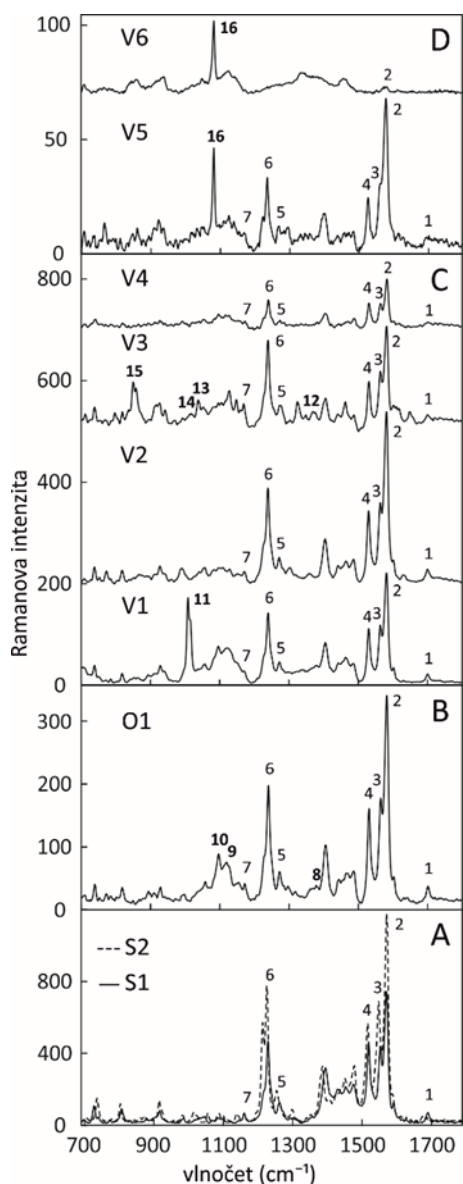 100 V6 16 D
2
50 V5 16 2
6 3
4
7 5 1
0
800 V4 C
2
6 4 3
7 5 1
V3 2
6
15 3
600 14 13 12 4
7 5 1
V2 2
400 6
4 3
7 5 1
200
V1 11 2
6
4 3
7 5 1
0
O1 B
300 2
6
200 4 3
10
100 9 5
7 8 1
0
A
S2 2
S1
800 6
3
4
400
7 5 1
0
700 900 1100 1300 1500 1700
vlnočet (cm⁻¹)
Ramanova intenzita